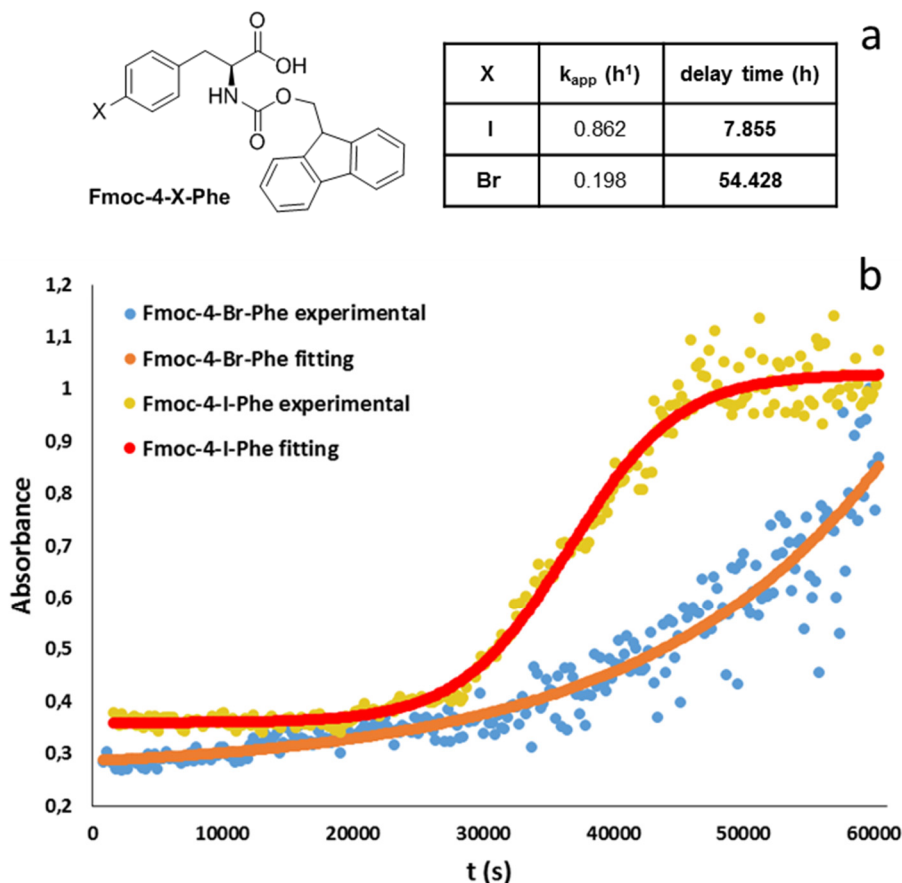 a
O
OH
X
HN
O
O
Fmoc-4-X-Phe
X kapp (h¹) delay time (h)
I 0.862 7.855
Br 0.198 54.428
b
1,2
1,1
1
0,9
0,8
0,7
0,6
0,5
0,4
0,3
0,2
Absorbance
Fmoc-4-Br-Phe experimental
Fmoc-4-Br-Phe fitting
Fmoc-4-I-Phe experimental
Fmoc-4-I-Phe fitting
0 10000 20000 30000 40000 50000 60000
t (s)